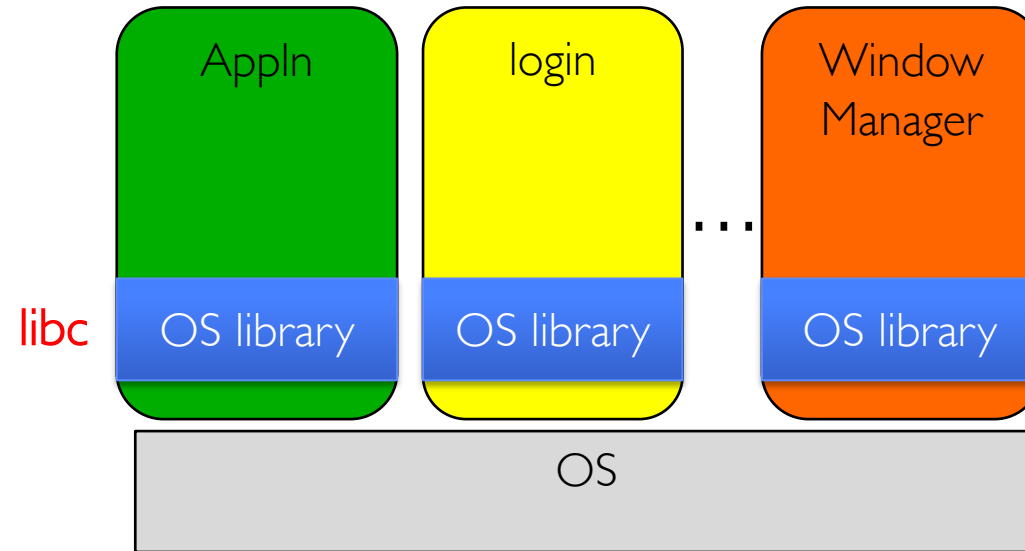 Appln
login
Window
Manager
...
libc
OS library
OS library
OS library
OS